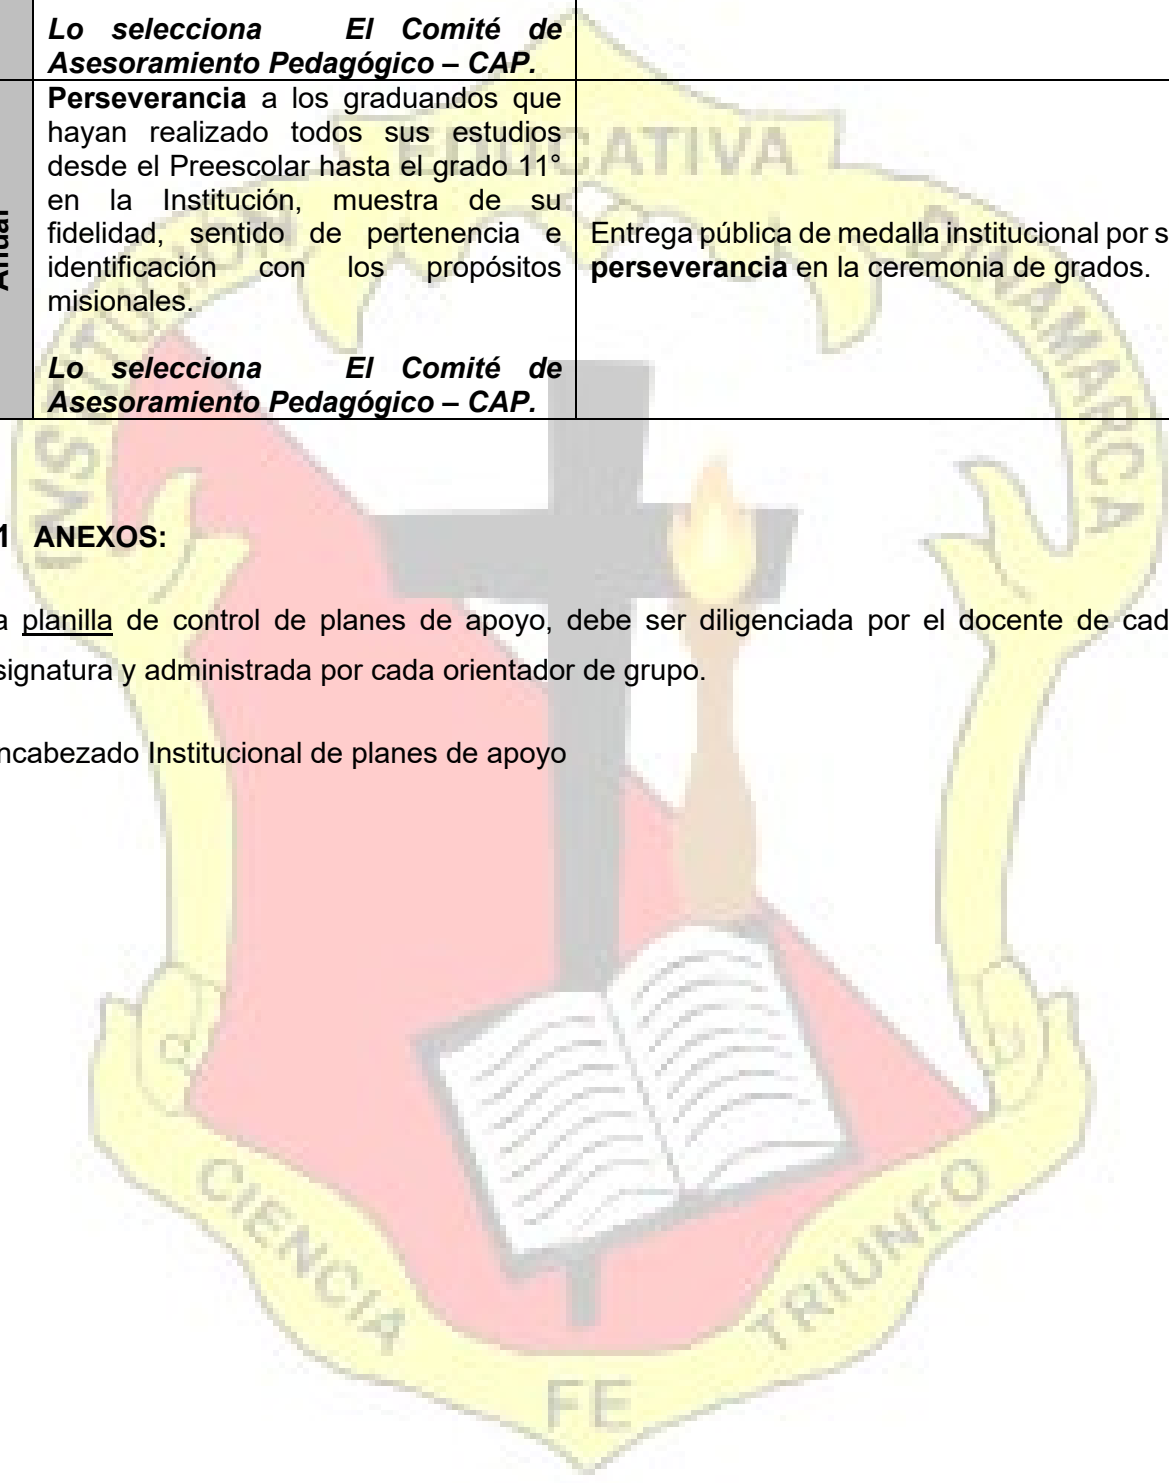 Lo selecciona El Comité de
Asesoramiento Pedagógico – CAP.
Anual
Perseverancia a los graduandos que
hayan realizado todos sus estudios
desde el Preescolar hasta el grado 11°
en la Institución, muestra de su
fidelidad, sentido de pertenencia e
identificación con los propósitos
misionales.
Lo selecciona El Comité de
Asesoramiento Pedagógico – CAP.
Entrega pública de medalla institucional por s
perseverancia en la ceremonia de grados.
1 ANEXOS:
a planilla de control de planes de apoyo, debe ser diligenciada por el docente de cad
signatura y administrada por cada orientador de grupo.
ncabezado Institucional de planes de apoyo
INSTITUCION EDUCATIVA DINAMARCA
CIENCIA
FE
TRIUNFO